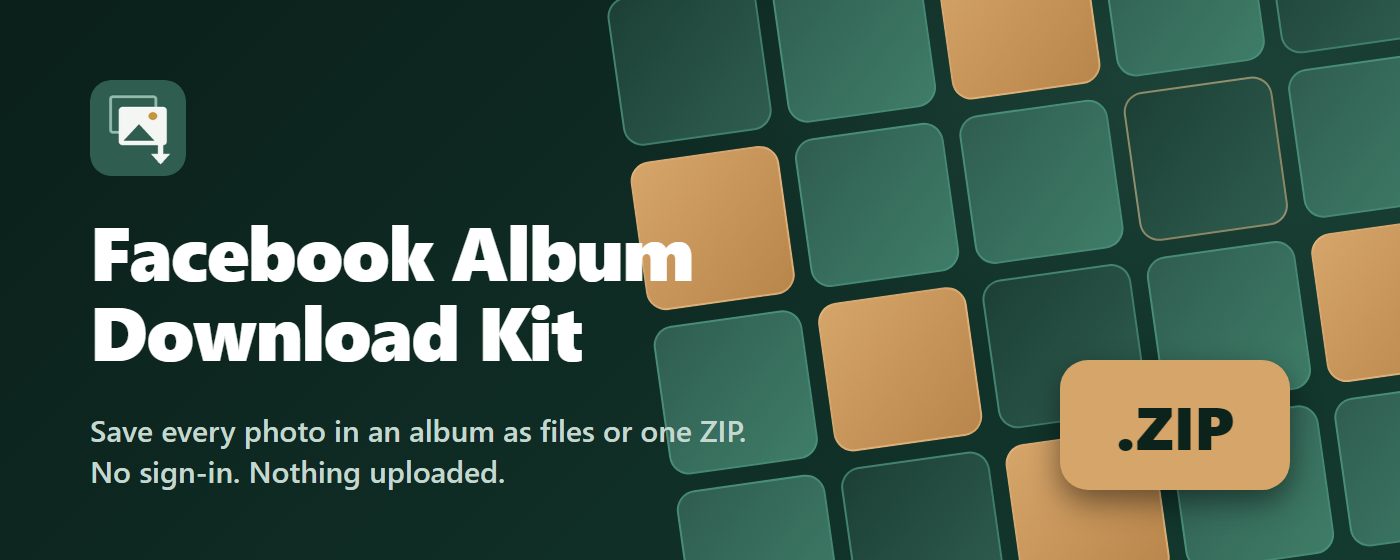 Facebook Album
Download Kit
Save every photo in an album as files or one ZIP.
No sign-in. Nothing uploaded.
.ZIP